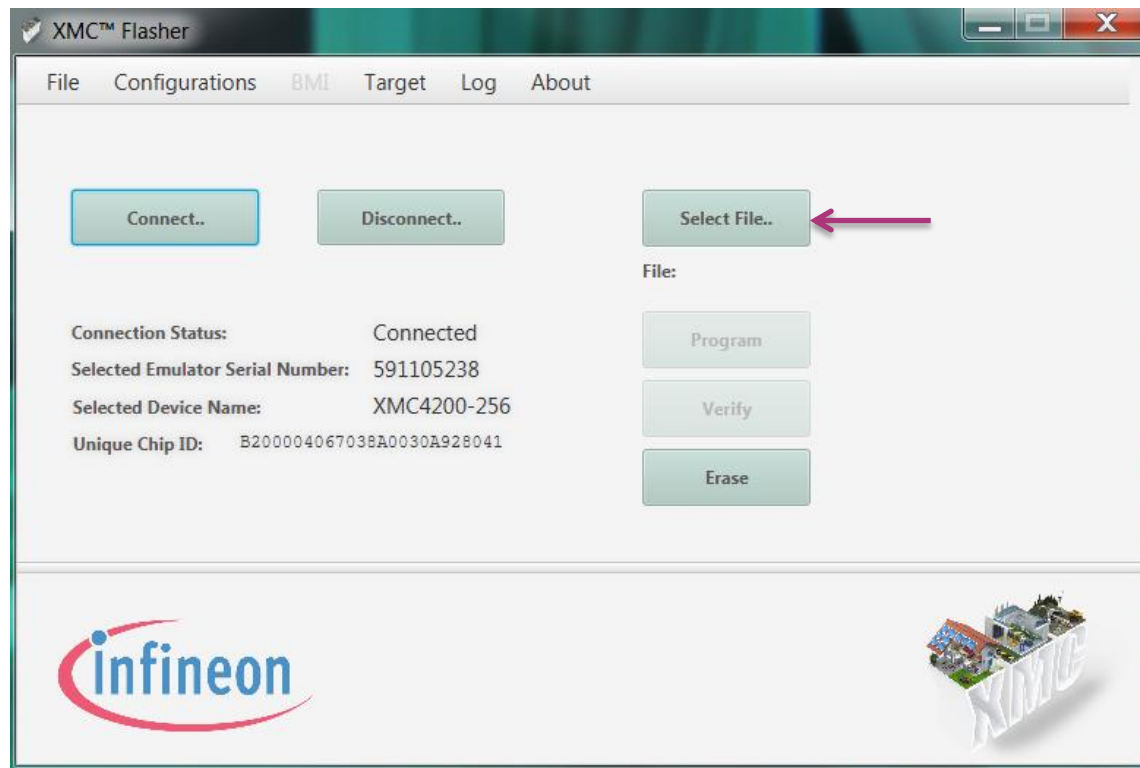 XMC™ Flasher
File Configurations BMI Target Log About
Connect.. Disconnect.. Select File..
File:
Connection Status: Connected
Program
Selected Emulator Serial Number: 591105238
Selected Device Name: XMC4200-256
Verify
Unique Chip ID: B200004067038A0030A928041
Erase
infineon
XMC